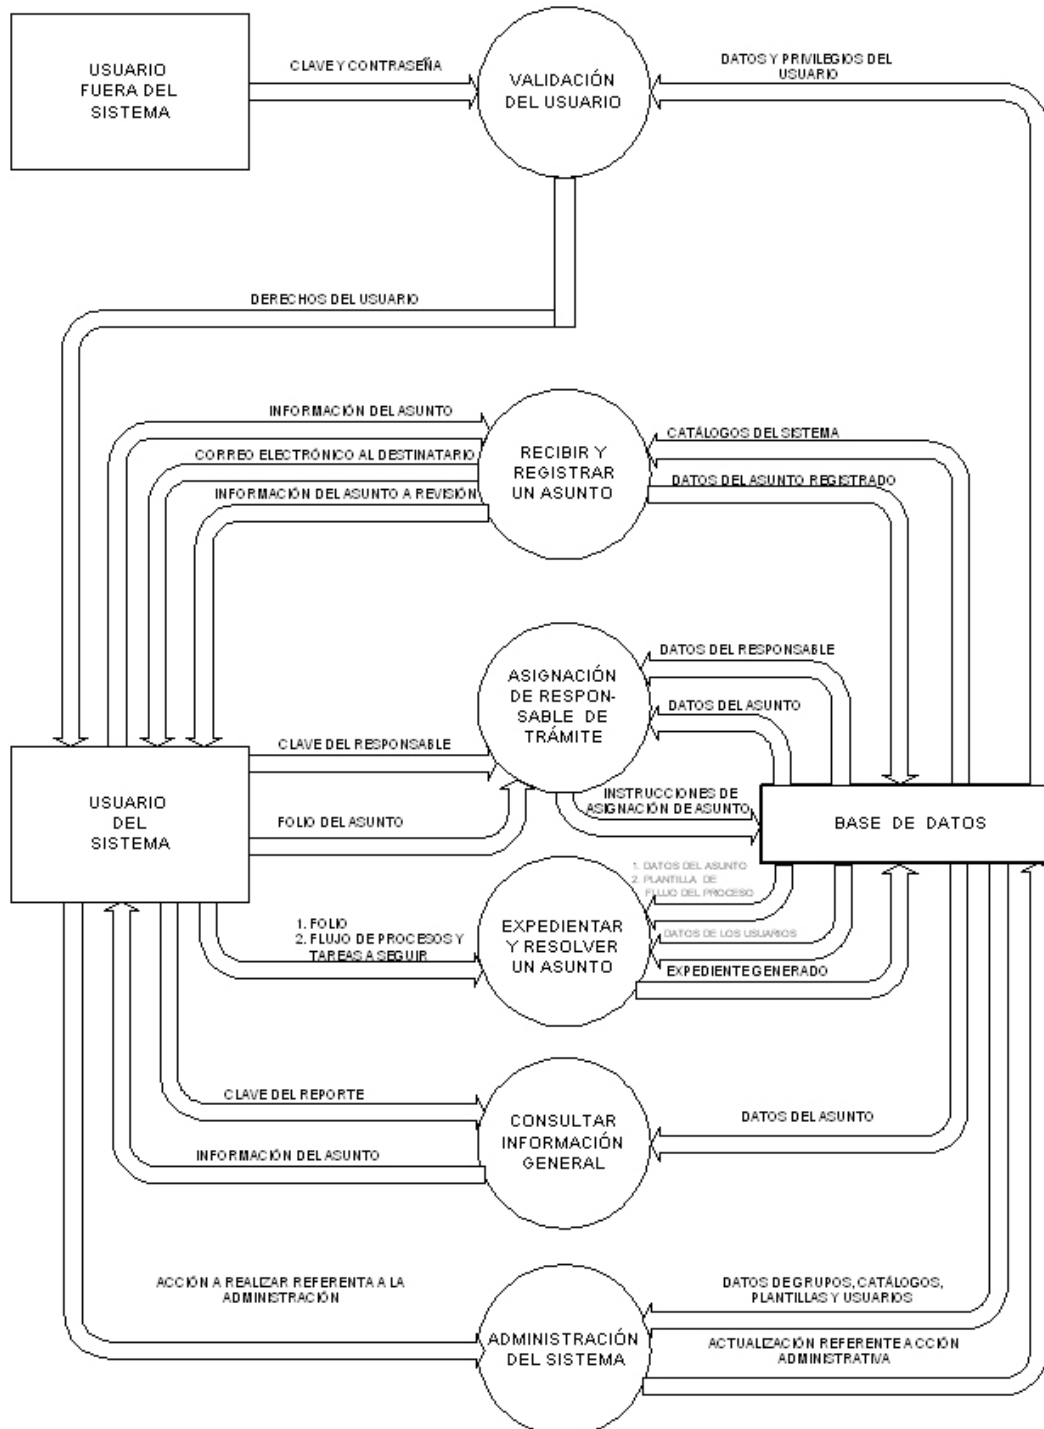 USUARIO
FUERA DEL
SISTEMA
CLAVE Y CONTRASEÑA
VALIDACIÓN
DEL USUARIO
DATOS Y PRIVILEGIOS DEL
USUARIO
DERECHOS DEL USUARIO
INFORMACIÓN DEL ASUNTO
CORREO ELECTRÓNICO AL DESTINATARIO
INFORMACIÓN DEL ASUNTO A REVISIÓN
RECIBIR Y
REGISTRAR
UN ASUNTO
CATÁLOGOS DEL SISTEMA
DATOS DEL ASUNTO REGISTRADO
ASIGNACIÓN
DE RESPON-
SABLE DE
TRÁMITE
DATOS DEL RESPONSABLE
DATOS DEL ASUNTO
INSTRUCCIONES DE
ASIGNACIÓN DE ASUNTO
CLAVE DEL RESPONSABLE
FOLIO DEL ASUNTO
USUARIO
DEL
SISTEMA
BASE DE DATOS
1. DATOS DEL ASUNTO
2. PLANTILLA DE
FLUJO DEL PROCESO
DATOS DE LOS USUARIOS
EXPEDIENTE GENERADO
EXPEDIENTAR
Y RESOLVER
UN ASUNTO
1. FOLIO
2. FLUJO DE PROCESOS Y
TAREAS A SEGUIR
CLAVE DEL REPORTE
INFORMACIÓN DEL ASUNTO
CONSULTAR
INFORMACIÓN
GENERAL
DATOS DEL ASUNTO
ACCIÓN A REALIZAR REFERENTA A LA
ADMINISTRACIÓN
ADMINISTRACIÓN
DEL SISTEMA
DATOS DE GRUPOS, CATÁLOGOS,
PLANTILLAS Y USUARIOS
ACTUALIZACIÓN REFERENTE A CCIÓN
ADMINISTRATIVA